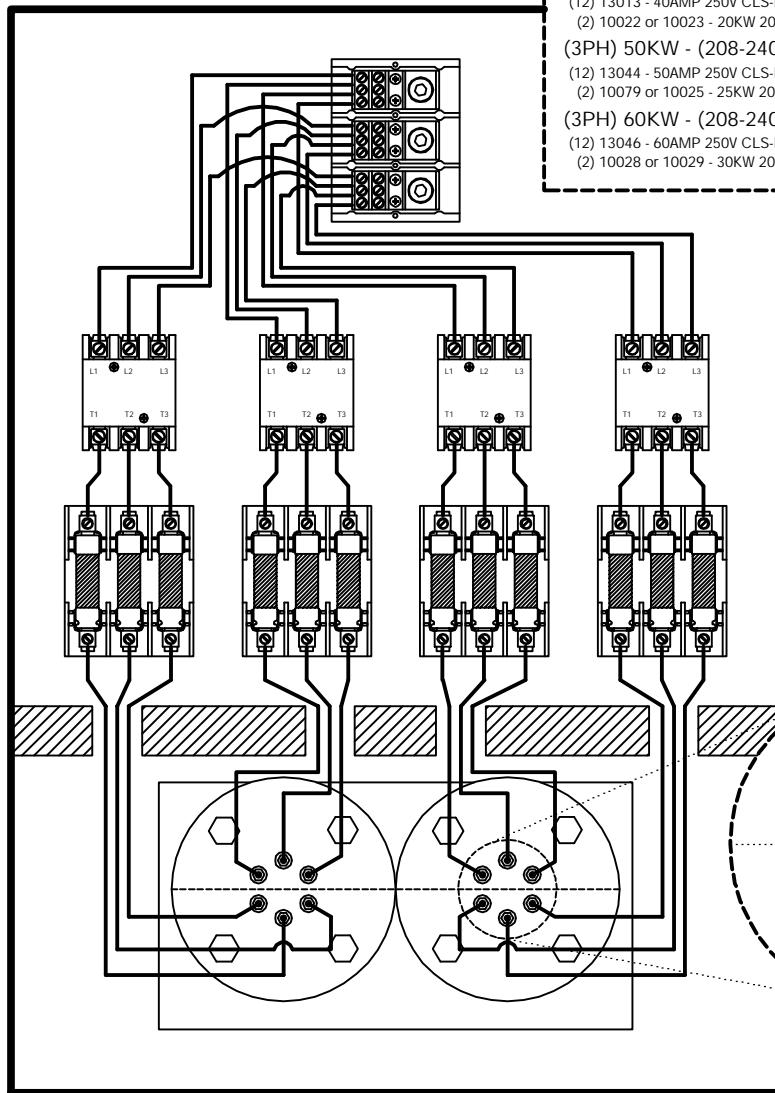 (12) 13013 - 40AMP 250V CLS-
(2) 10022 or 10023 - 20KW 20
(3PH) 50KW - (208-240
(12) 13044 - 50AMP 250V CLS-
(2) 10079 or 10025 - 25KW 20
(3PH) 60KW - (208-240
(12) 13046 - 60AMP 250V CLS-
(2) 10028 or 10029 - 30KW 20
L1 L2 L3 L1 L2 L3 L1 L2 L3 L1 L2 L3
T1 T2 T3 T1 T2 T3 T1 T2 T3 T1 T2 T3